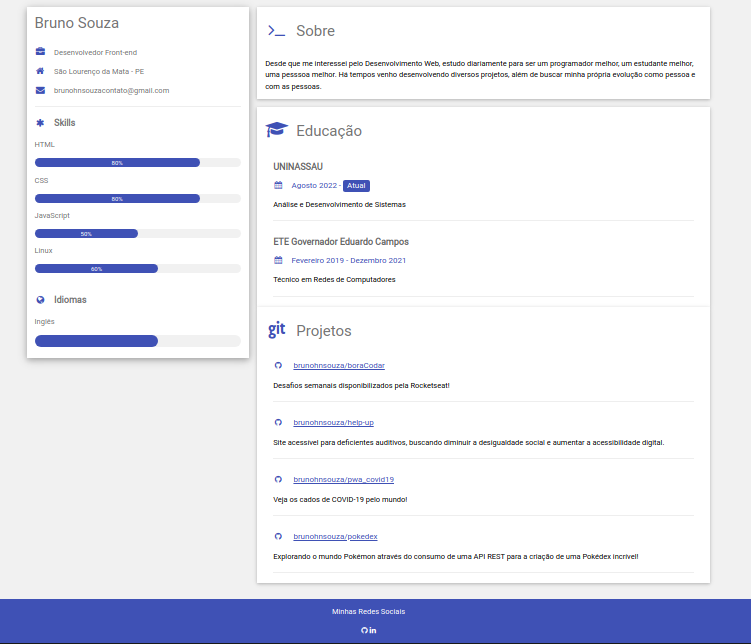 Bruno Souza
Desenvolvedor Front-end
São Lourenço da Mata - PE
brunohnsouzacontato@gmail.com
Skills
HTML
80%
CSS
80%
JavaScript
50%
Linux
60%
Idiomas
Inglês
Sobre
Desde que me interessei pelo Desenvolvimento Web, estudo diariamente para ser um programador melhor, um estudante melhor,
uma pesssoa melhor. Há tempos venho desenvolvendo diversos projetos, além de buscar minha própria evolução como pessoa e
com as pessoas.
Educação
UNINASSAU
Agosto 2022 - Atual
Análise e Desenvolvimento de Sistemas
ETE Governador Eduardo Campos
Fevereiro 2019 - Dezembro 2021
Técnico em Redes de Computadores
git Projetos
brunohnsouza/boraCodar
Desafios semanais disponibilizados pela Rocketseat!
brunohnsouza/help-up
Site acessível para deficientes auditivos, buscando diminuir a desigualdade social e aumentar a acessibilidade digital.
brunohnsouza/pwa_covid19
Veja os cados de COVID-19 pelo mundo!
brunohnsouza/pokedex
Explorando o mundo Pokémon através do consumo de uma API REST para a criação de uma Pokédex incrível!
Minhas Redes Sociais
in